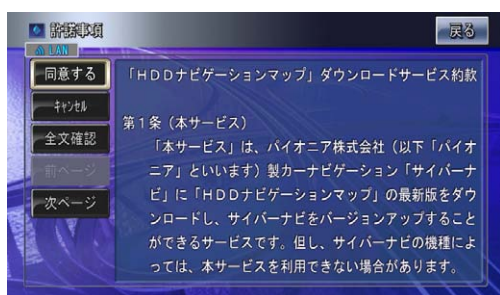 許諾事項
戻る
LAN
同意する
キャンセル
全文確認
前ページ
次ページ
「HDDナビゲーションマップ」ダウンロードサービス約款
第1条（本サービス）
「本サービス」は、パイオニア株式会社（以下「パイオ
ニア」といいます）製カーナビゲーション「サイバーナ
ビ」に「HDDナビゲーションマップ」の最新版をダウ
ンロードし、サイバーナビをバージョンアップすること
ができるサービスです。但し、サイバーナビの機種によ
っては、本サービスを利用できない場合があります。